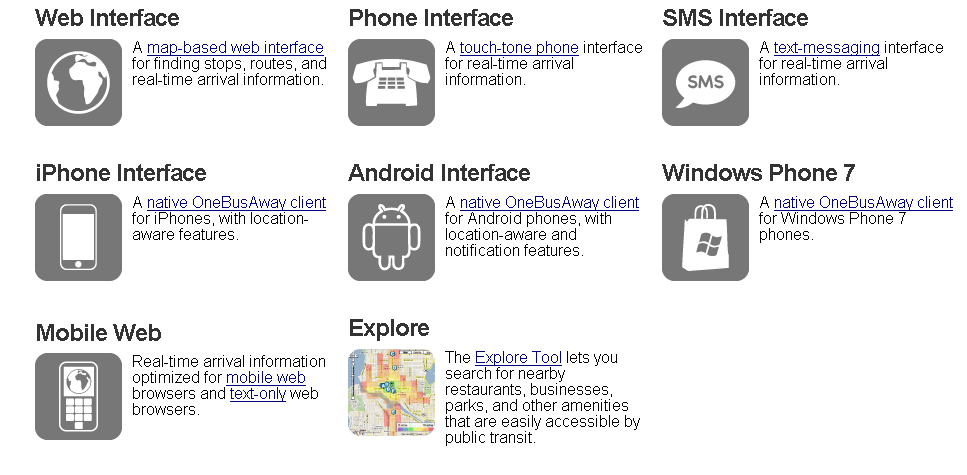 Web Interface
A map-based web interface
for finding stops, routes, and
real-time arrival information.
Phone Interface
A touch-tone phone interface
for real-time arrival
information.
SMS Interface
SMS
A text-messaging interface
for real-time arrival
information.
iPhone Interface
A native OneBusAway client
for iPhones, with location-
aware features.
Android Interface
A native OneBusAway client
for Android phones, with
location-aware and
notification features.
Windows Phone 7
A native OneBusAway client
for Windows Phone 7
phones.
Mobile Web
Real-time arrival information
optimized for mobile web
browsers and text-only web
browsers.
Explore
The Explore Tool lets you
search for nearby
restaurants, businesses,
parks, and other amenities
that are easily accessible by
public transit.